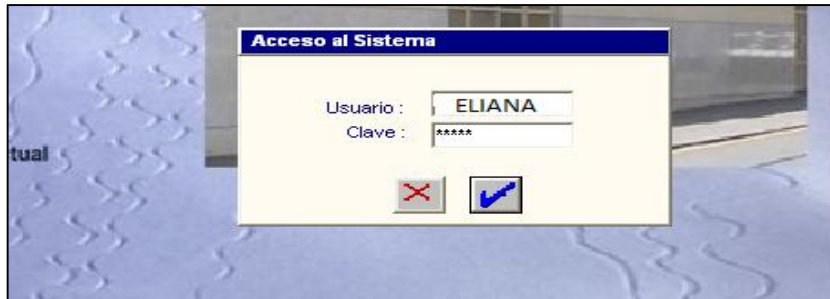 Acceso al Sistema
Usuario : ELIANA
Clave : *****
tual